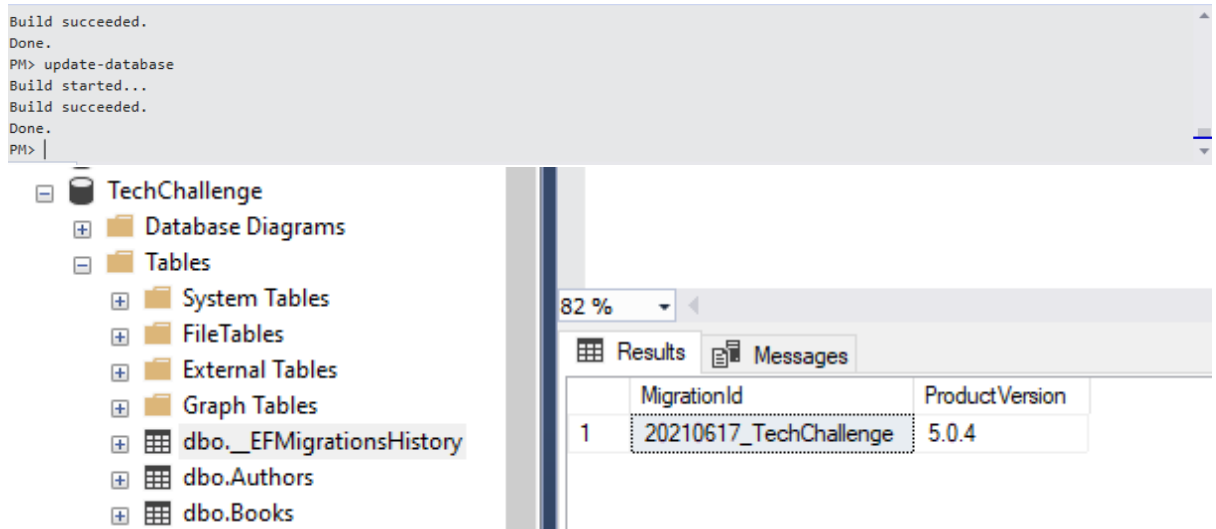 Build succeeded.
Done.
PM> update-database
Build started...
Build succeeded.
Done.
PM>
TechChallenge
Database Diagrams
Tables
System Tables
FileTables
External Tables
Graph Tables
dbo.__EFMigrationsHistory
dbo.Authors
dbo.Books
82 %
Results Messages
MigrationId ProductVersion
1 20210617_TechChallenge 5.0.4